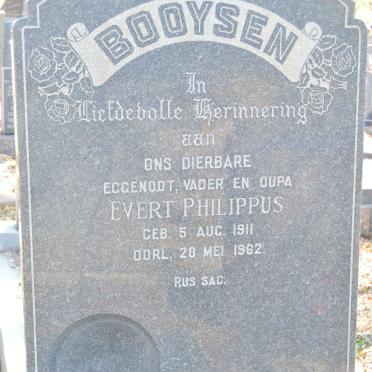 BOOYSEN
In
Liefdevolle Herinnering
aan
ONS DIERBARE
EGGENOOT, VADER EN OUPA
EVERT PHILIPPUS
GEB. 5 AUG. 1911
OORL. 28 MEI 1962.
RUS SAG.